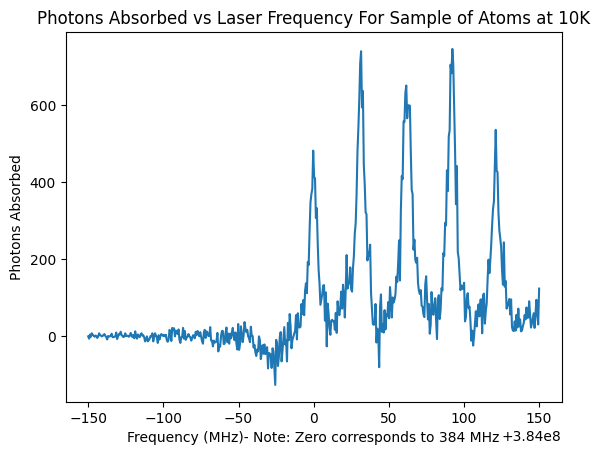 Photons Absorbed vs Laser Frequency For Sample of Atoms at 10K
Photons Absorbed
600
400
200
0
−150
−100
−50
0
50
100
150
Frequency (MHz)- Note: Zero corresponds to 384 MHz
+3.84e8